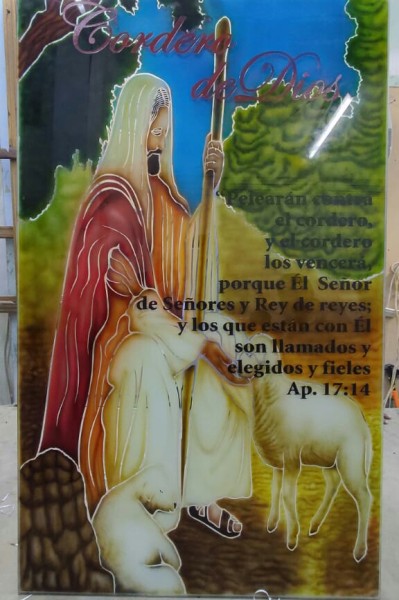 Cordero
de Dios
Pelearán contra
el cordero,
y el cordero
los vencerá,
porque Él Señor
de Señores y Rey de reyes;
y los que están con Él
son llamados y
elegidos y fieles
Ap. 17:14